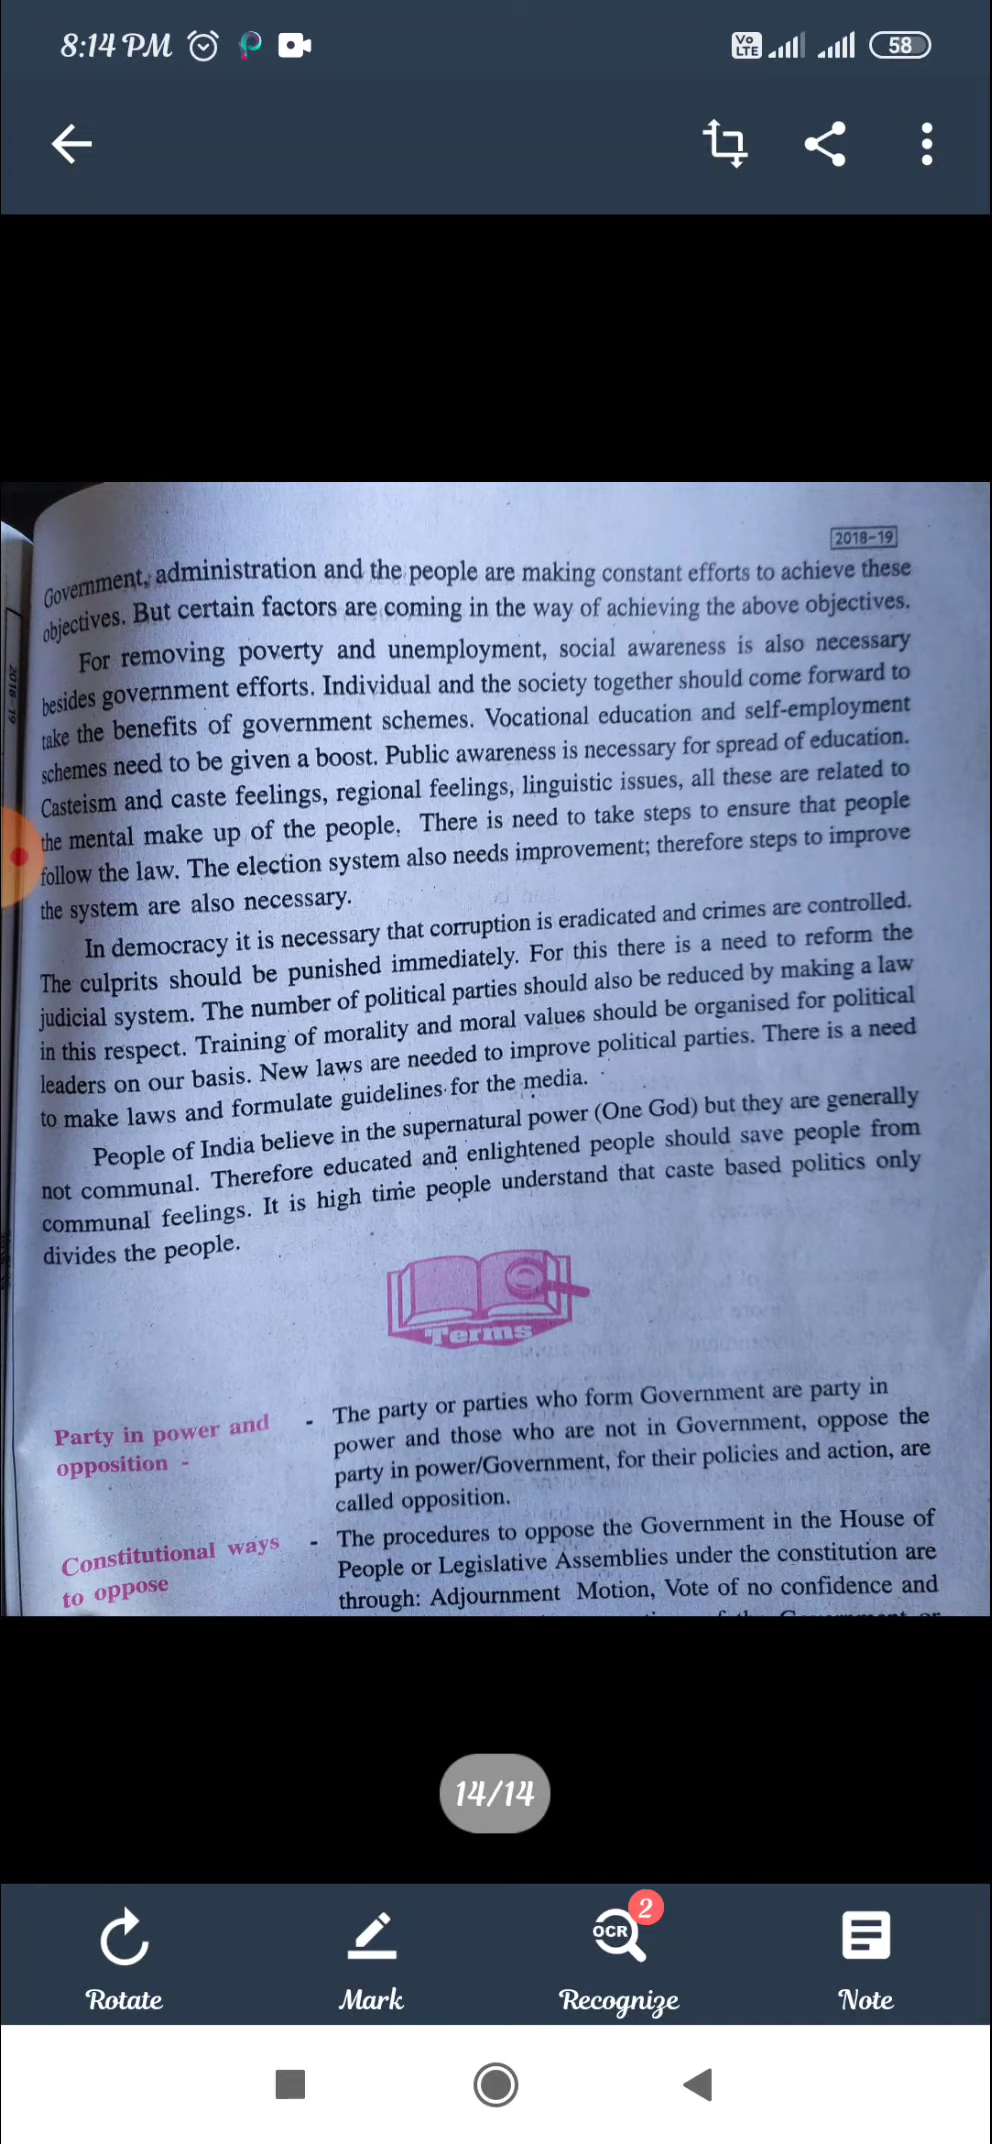 8:14 PM
Vo LTE
58
2018-19
Government, administration and the people are making constant efforts to achieve these
objectives. But certain factors are coming in the way of achieving the above objectives.
For removing poverty and unemployment, social awareness is also necessary
besides government efforts. Individual and the society together should come forward to
take the benefits of government schemes. Vocational education and self-employment
schemes need to be given a boost. Public awareness is necessary for spread of education.
Casteism and caste feelings, regional feelings, linguistic issues, all these are related to
the mental make up of the people. There is need to take steps to ensure that people
follow the law. The election system also needs improvement; therefore steps to improve
the system are also necessary.
In democracy it is necessary that corruption is eradicated and crimes are controlled.
The culprits should be punished immediately. For this there is a need to reform the
judicial system. The number of political parties should also be reduced by making a law
in this respect. Training of morality and moral values should be organised for political
leaders on our basis. New laws are needed to improve political parties. There is a need
to make laws and formulate guidelines for the media.
People of India believe in the supernatural power (One God) but they are generally
not communal. Therefore educated and enlightened people should save people from
communal feelings. It is high time people understand that caste based politics only
divides the people.
Terms
Party in power and opposition -
- The party or parties who form Government are party in
power and those who are not in Government, oppose the
party in power/Government, for their policies and action, are
called opposition.
Constitutional ways to oppose
- The procedures to oppose the Government in the House of
People or Legislative Assemblies under the constitution are
through: Adjournment Motion, Vote of no confidence and
14/14
OCR
2
Rotate
Mark
Recognize
Note